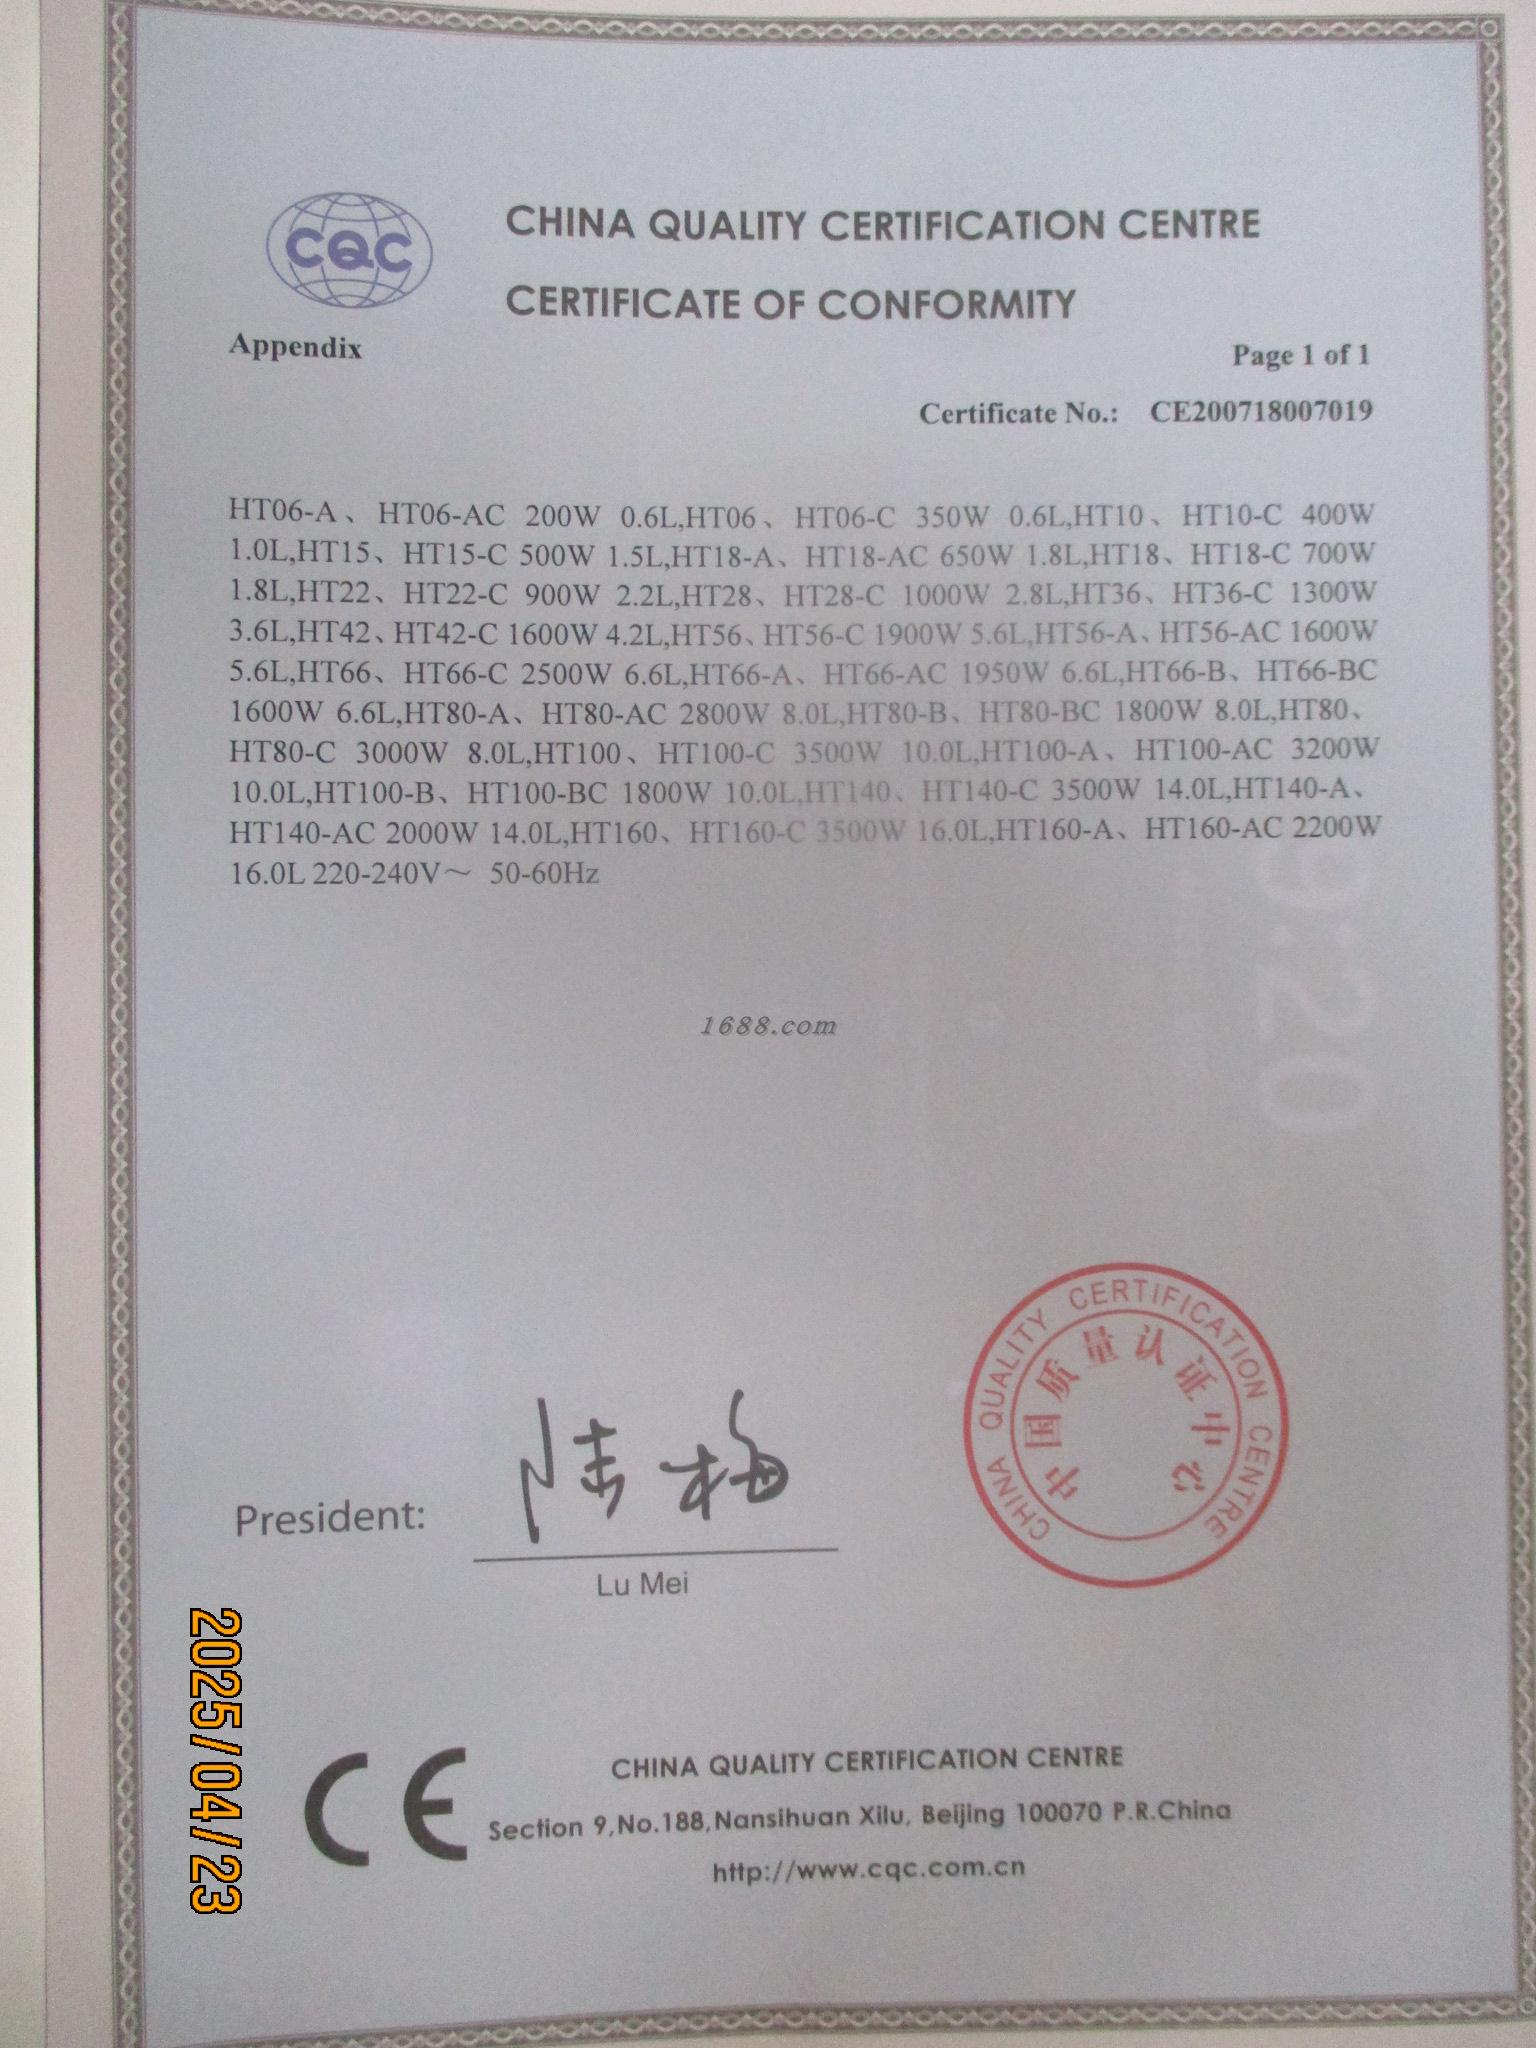 CQC
CHINA QUALITY CERTIFICATION CENTRE
CERTIFICATE OF CONFORMITY
Appendix
Page 1 of 1
Certificate No.: CE200718007019
HT06-A、 HT06-AC 200W 0.6L,HT06、 HT06-C 350W 0.6L,HT10、 HT10-C 400W
1.0L,HT15、 HT15-C 500W 1.5L,HT18-A、 HT18-AC 650W 1.8L,HT18、 HT18-C 700W
1.8L,HT22、 HT22-C 900W 2.2L,HT28、 HT28-C 1000W 2.8L,HT36、 HT36-C 1300W
3.6L,HT42、HT42-C 1600W 4.2L,HT56、HT56-C 1900W 5.6L,HT56-A、HT56-AC 1600W
5.6L,HT66、 HT66-C 2500W 6.6L,HT66-A、 HT66-AC 1950W 6.6L,HT66-B、 HT66-BC
1600W 6.6L,HT80-A、 HT80-AC 2800W 8.0L,HT80-B、 HT80-BC 1800W 8.0L,HT80、
HT80-C 3000W 8.0L,HT100、 HT100-C 3500W 10.0L,HT100-A、 HT100-AC 3200W
10.0L,HT100-B、 HT100-BC 1800W 10.0L,HT140、 HT140-C 3500W 14.0L,HT140-A、
HT140-AC 2000W 14.0L,HT160、 HT160-C 3500W 16.0L,HT160-A、 HT160-AC 2200W
16.0L 220-240V～ 50-60Hz
9:20
1688.com
CHINA QUALITY CERTIFICATION CENTRE
中国质量认证中心
President:
陆梅
Lu Mei
2025/04/23
CE
CHINA QUALITY CERTIFICATION CENTRE
Section 9,No.188,Nansihuan Xilu, Beijing 100070 P.R.China
http://www.cqc.com.cn